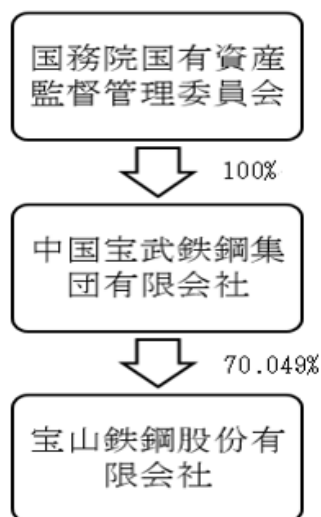 国務院国有資産
監督管理委員会
100%
中国宝武鉄鋼集
団有限会社
70.049%
宝山鉄鋼股份有
限会社